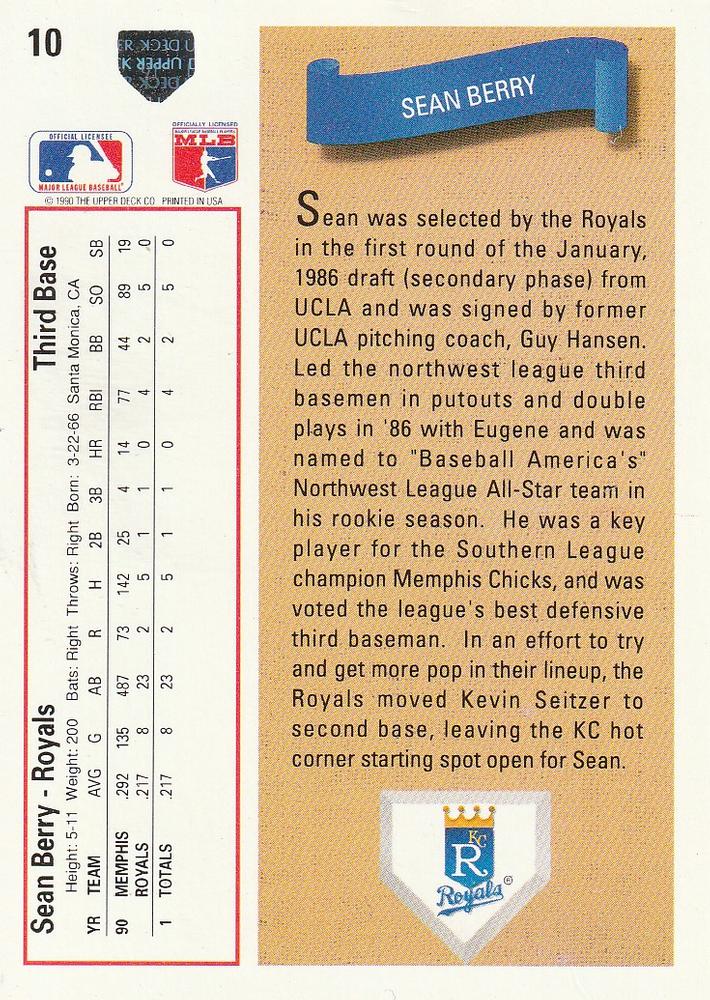 10
UPPER DECK
OFFICIAL LICENSEE
MAJOR LEAGUE BASEBALL®
OFFICIALLY LICENSED
MLB
© 1990 THE UPPER DECK CO. PRINTED IN USA
Sean Berry - Royals Third Base
Height: 5-11 Weight: 200 Bats: Right Throws: Right Born: 3-22-66 Santa Monica, CA
YR TEAM AVG G AB R H 2B 3B HR RBI BB SO SB
90 MEMPHIS .292 135 487 73 142 25 4 14 77 44 89 19
ROYALS .217 8 23 2 5 1 1 0 4 2 5 0
1 TOTALS .217 8 23 2 5 1 1 0 4 2 5 0
SEAN BERRY
Sean was selected by the Royals
in the first round of the January,
1986 draft (secondary phase) from
UCLA and was signed by former
UCLA pitching coach, Guy Hansen.
Led the northwest league third
basemen in putouts and double
plays in '86 with Eugene and was
named to "Baseball America's"
Northwest League All-Star team in
his rookie season. He was a key
player for the Southern League
champion Memphis Chicks, and was
voted the league's best defensive
third baseman. In an effort to try
and get more pop in their lineup, the
Royals moved Kevin Seitzer to
second base, leaving the KC hot
corner starting spot open for Sean.
KC
R
Royals®